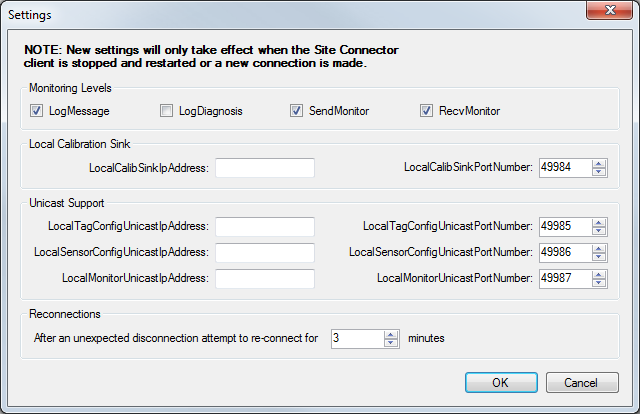 Settings
NOTE: New settings will only take effect when the Site Connector
client is stopped and restarted or a new connection is made.
Monitoring Levels
LogMessage LogDiagnosis SendMonitor RecvMonitor
Local Calibration Sink
LocalCalibSinkIpAddress: LocalCalibSinkPortNumber: 49984
Unicast Support
LocalTagConfigUnicastIpAddress: LocalTagConfigUnicastPortNumber: 49985
LocalSensorConfigUnicastIpAddress: LocalSensorConfigUnicastPortNumber: 49986
LocalMonitorUnicastIpAddress: LocalMonitorUnicastPortNumber: 49987
Reconnections
After an unexpected disconnection attempt to re-connect for 3 minutes
OK Cancel